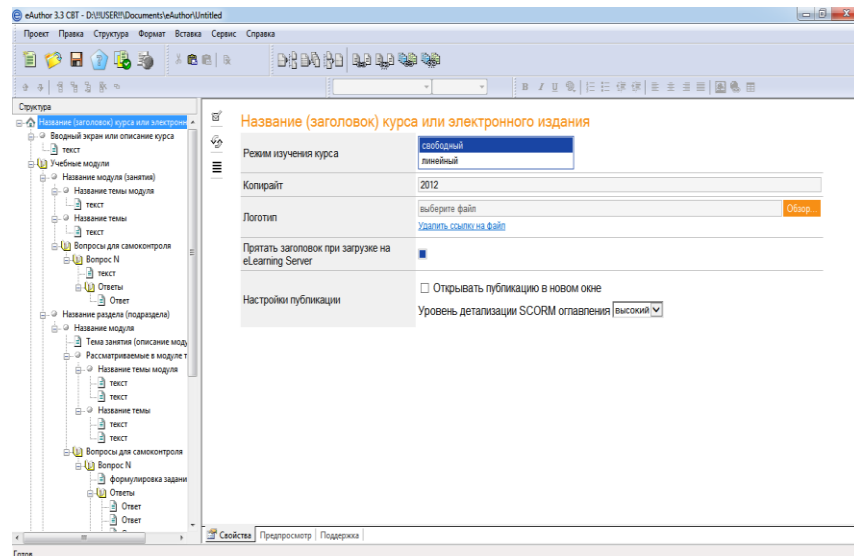 eAuthor 3.3 CBT - D:\!!!USER!!!\Documents\eAuthor\Untitled
Проект Правка Структура Формат Вставка Сервис Справка
B I U
Структура
Название (заголовок) курса или электронн
Вводный экран или описание курса
текст
Учебные модули
Название модуля (занятия)
Название темы модуля
текст
Название темы
текст
Вопросы для самоконтроля
Вопрос N
текст
Ответы
Ответ
Название раздела (подраздела)
Название модуля
Тема занятия (описание моду
Рассматриваемые в модуле т
Название темы модуля
текст
текст
Название темы
текст
текст
Вопросы для самоконтроля
Вопрос N
формулировка задани
Ответы
Ответ
Ответ
Название (заголовок) курса или электронного издания
Режим изучения курса
свободный
линейный
Копирайт 2012
Логотип выберите файл Обзор...
Удалить ссылку на файл
Прятать заголовок при загрузке на
eLearning Server
Настройки публикации
Открывать публикацию в новом окне
Уровень детализации SCORM оглавления высокий
Свойства Предпросмотр Поддержка
Готов